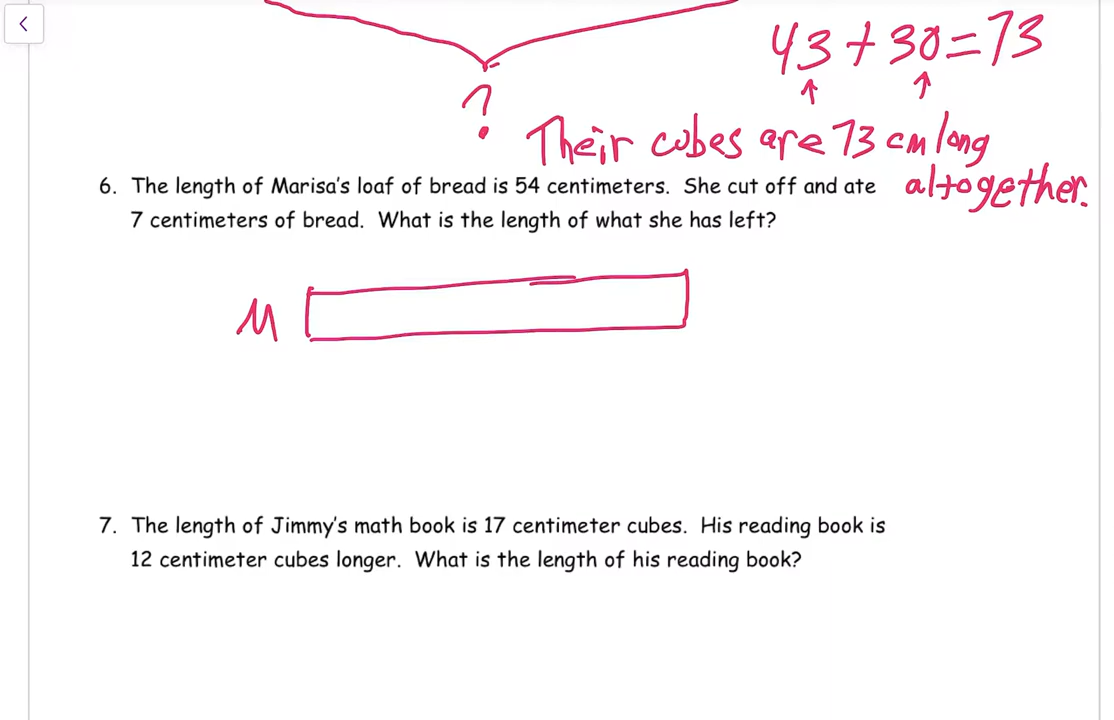 43 + 30 = 73
?
Their cubes are 73 cm long
altogether.
6. The length of Marisa's loaf of bread is 54 centimeters. She cut off and ate
7 centimeters of bread. What is the length of what she has left?
M
7. The length of Jimmy's math book is 17 centimeter cubes. His reading book is
12 centimeter cubes longer. What is the length of his reading book?